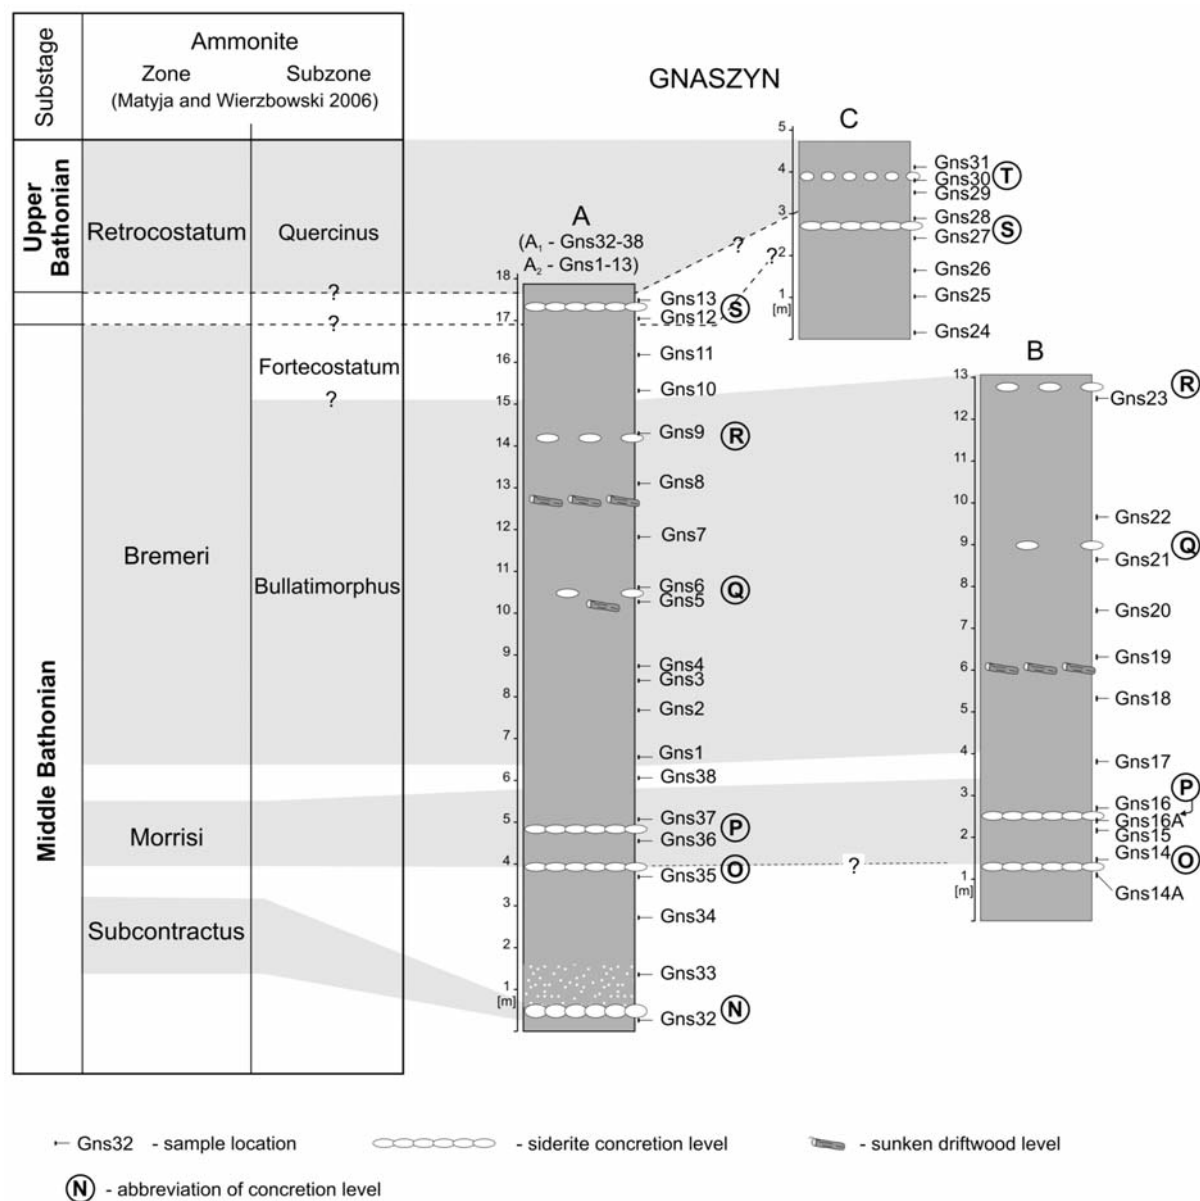 Substage
Ammonite
Zone
Subzone
(Matyja and Wierzbowski 2006)
Upper
Bathonian
Retrocostatum
Quercinus
?
?
Fortecostatum
?
Bremeri
Bullatimorphus
Middle Bathonian
Morrisi
Subcontractus
GNASZYN
A
(A₁ - Gns32-38
A₂ - Gns1-13)
18
17
16
15
14
13
12
11
10
9
8
7
6
5
4
3
2
1
[m]
Gns13
S
Gns12
Gns11
Gns10
Gns9
R
Gns8
Gns7
Gns6
Q
Gns5
Gns4
Gns3
Gns2
Gns1
Gns38
Gns37
P
Gns36
O
Gns35
Gns34
Gns33
N
Gns32
?
?
?
C
5
4
3
2
1
[m]
Gns31
Gns30
T
Gns29
Gns28
S
Gns27
Gns26
Gns25
Gns24
B
13
12
11
10
9
8
7
6
5
4
3
2
1
[m]
R
Gns23
Gns22
Q
Gns21
Gns20
Gns19
Gns18
Gns17
P
Gns16
Gns16A
Gns15
Gns14
O
Gns14A
Gns32 - sample location
- siderite concretion level
- sunken driftwood level
N - abbreviation of concretion level